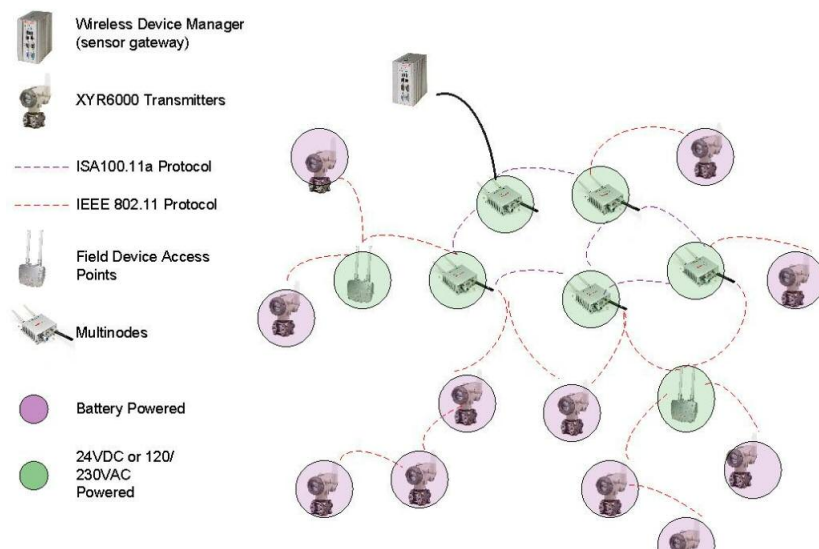 Wireless Device Manager
(sensor gateway)
XYR6000 Transmitters
ISA100.11a Protocol
IEEE 802.11 Protocol
Field Device Access
Points
Multinodes
Battery Powered
24VDC or 120/
230VAC
Powered